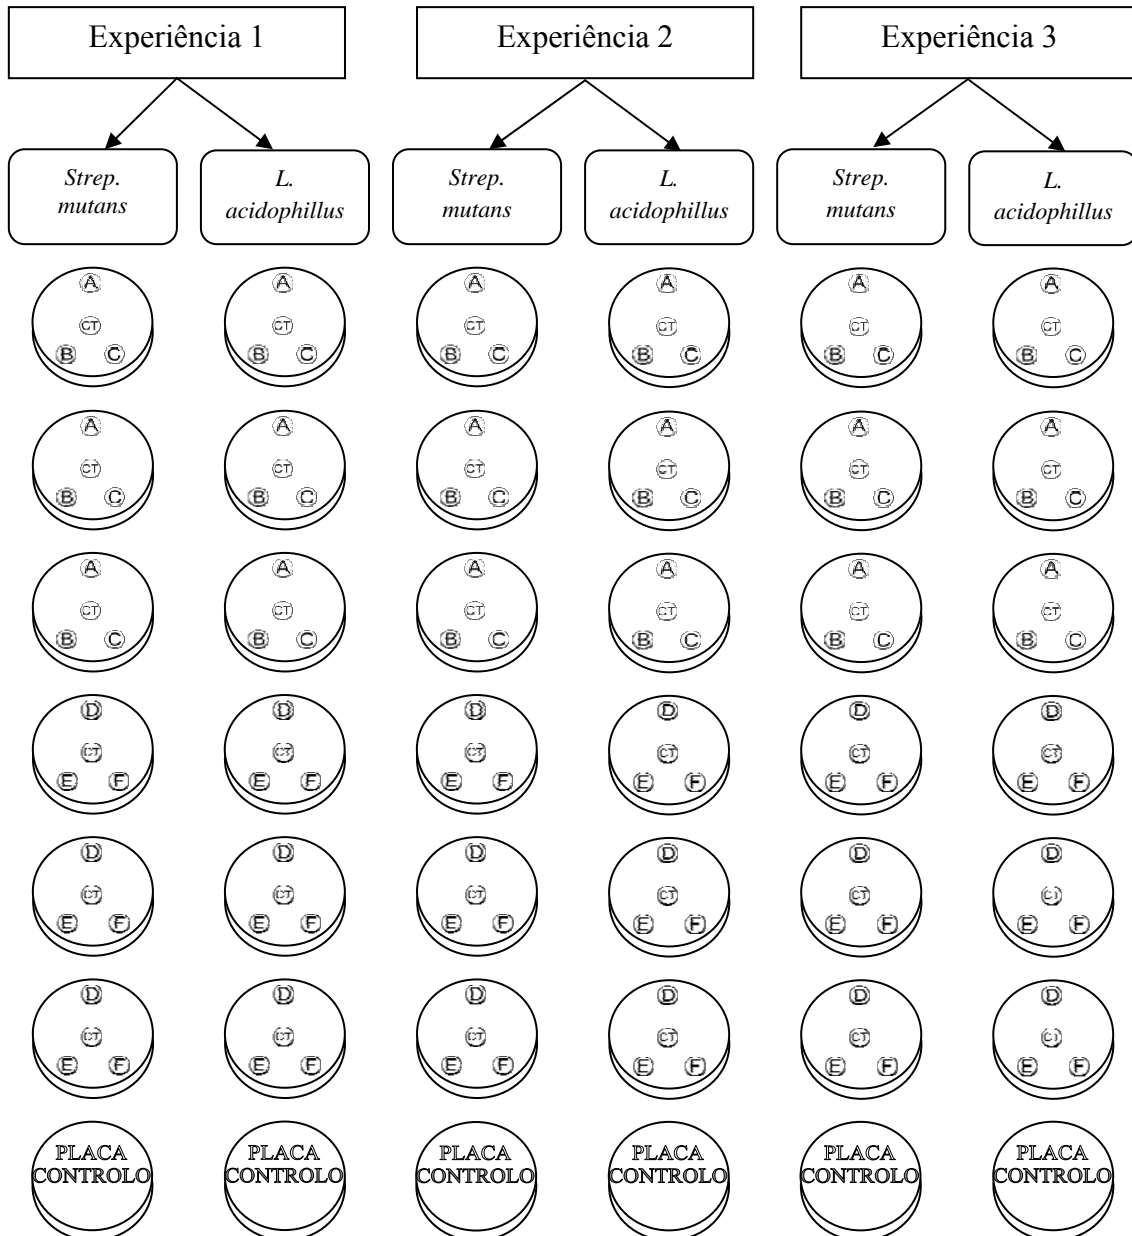 Experiência 1 Experiência 2 Experiência 3
Strep. L. Strep. L. Strep. L.
mutans acidophillus mutans acidophillus mutans acidophillus
A A A A A A
CT CT CT CT CT CT
B C B C B C B C B C B C
A A A A A A
CT CT CT CT CT CT
B C B C B C B C B C B C
A A A A A A
CT CT CT CT CT CT
B C B C B C B C B C B C
D D D D D D
CT CT CT CT CT CT
E F E F E F E F E F E F
D D D D D D
CT CT CT CT CT CT
E F E F E F E F E F E F
D D D D D D
CT CT CT CT CT CT
E F E F E F E F E F E F
PLACA PLACA PLACA PLACA PLACA PLACA
CONTROLO CONTROLO CONTROLO CONTROLO CONTROLO CONTROLO